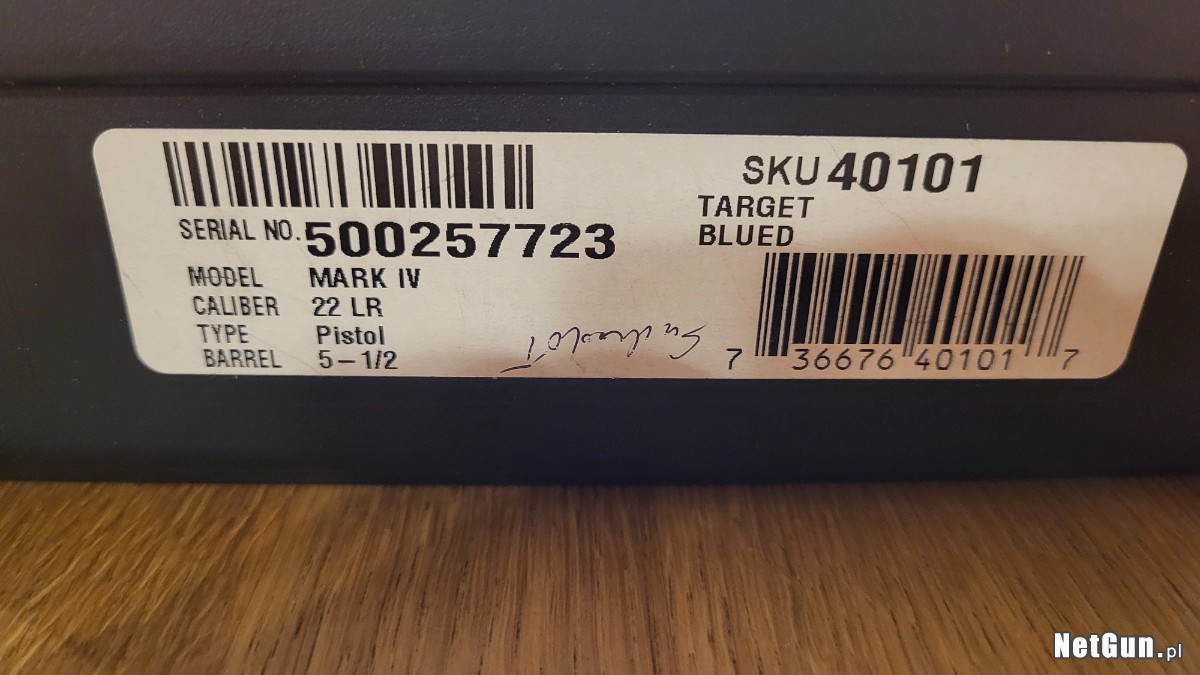 SERIAL NO. 500257723
MODEL MARK IV
CALIBER 22 LR
TYPE Pistol
BARREL 5-1/2
SKU 40101
TARGET
BLUED
7 36676 40101 7
NetGun.pl